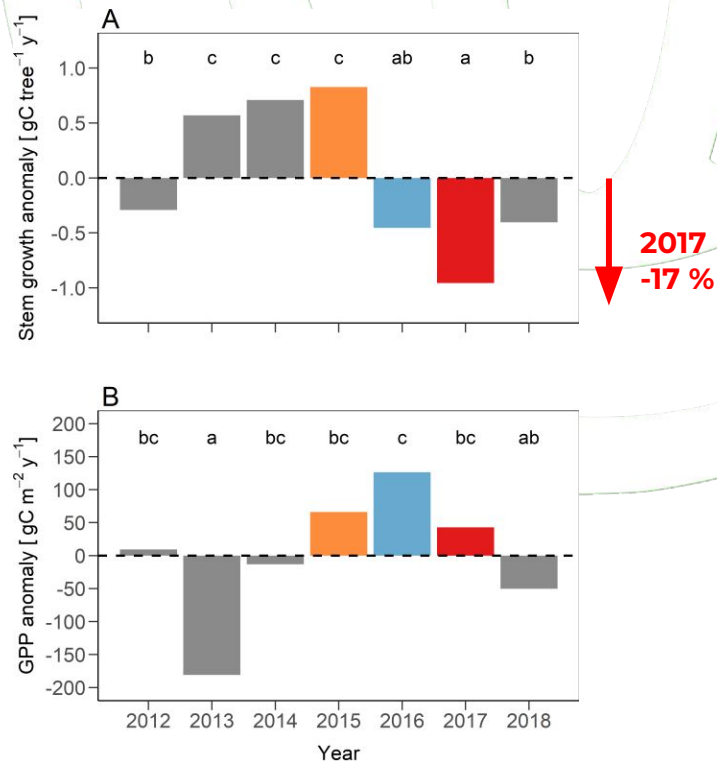 A
Stem growth anomaly [ gC tree⁻¹ y⁻¹]
b c c c ab a b
1.0
0.5
0.0
-0.5
-1.0
2017
-17 %
B
GPP anomaly [ gC m⁻² y⁻¹]
bc a bc bc c bc ab
200
150
100
50
0
-50
-100
-150
-200
2012 2013 2014 2015 2016 2017 2018
Year